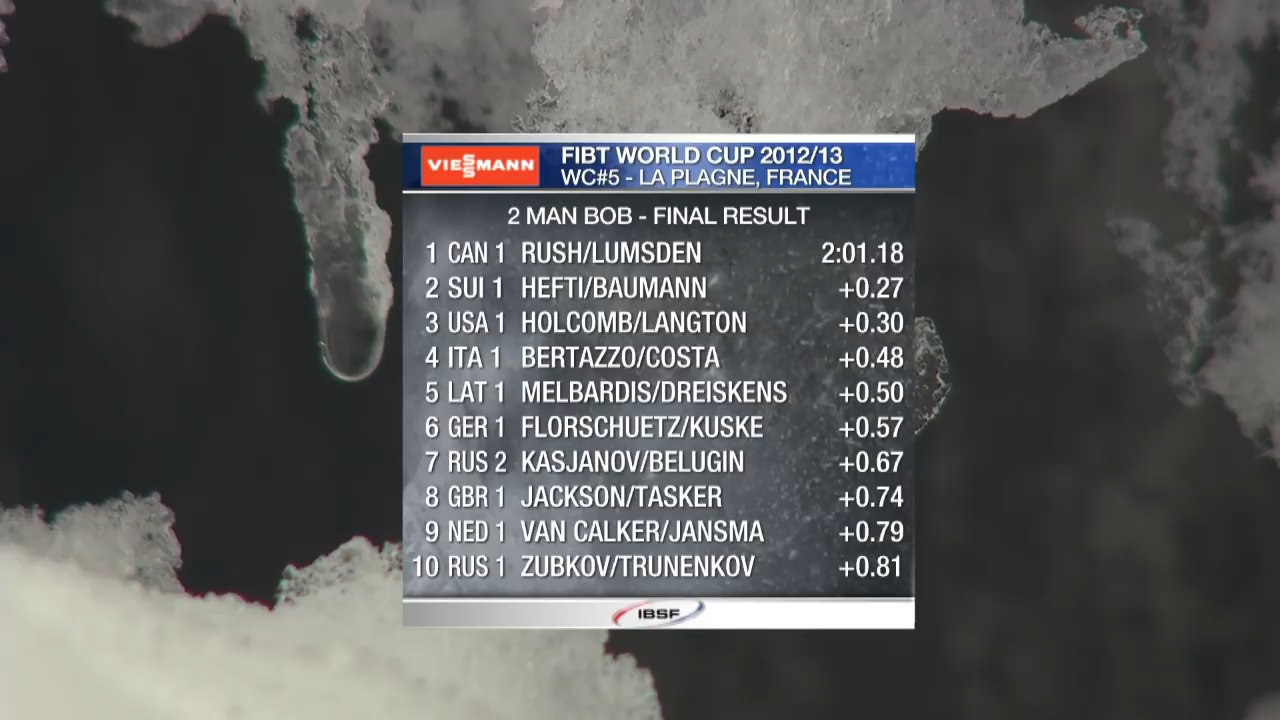 VIESSMANN
FIBT WORLD CUP 2012/13
WC#5 - LA PLAGNE, FRANCE
2 MAN BOB - FINAL RESULT
1 CAN 1 RUSH/LUMSDEN 2:01.18
2 SUI 1 HEFTI/BAUMANN +0.27
3 USA 1 HOLCOMB/LANGTON +0.30
4 ITA 1 BERTAZZO/COSTA +0.48
5 LAT 1 MELBARDIS/DREISKENS +0.50
6 GER 1 FLORSCHUETZ/KUSKE +0.57
7 RUS 2 KASJANOV/BELUGIN +0.67
8 GBR 1 JACKSON/TASKER +0.74
9 NED 1 VAN CALKER/JANSMA +0.79
10 RUS 1 ZUBKOV/TRUNENKOV +0.81
IBSF